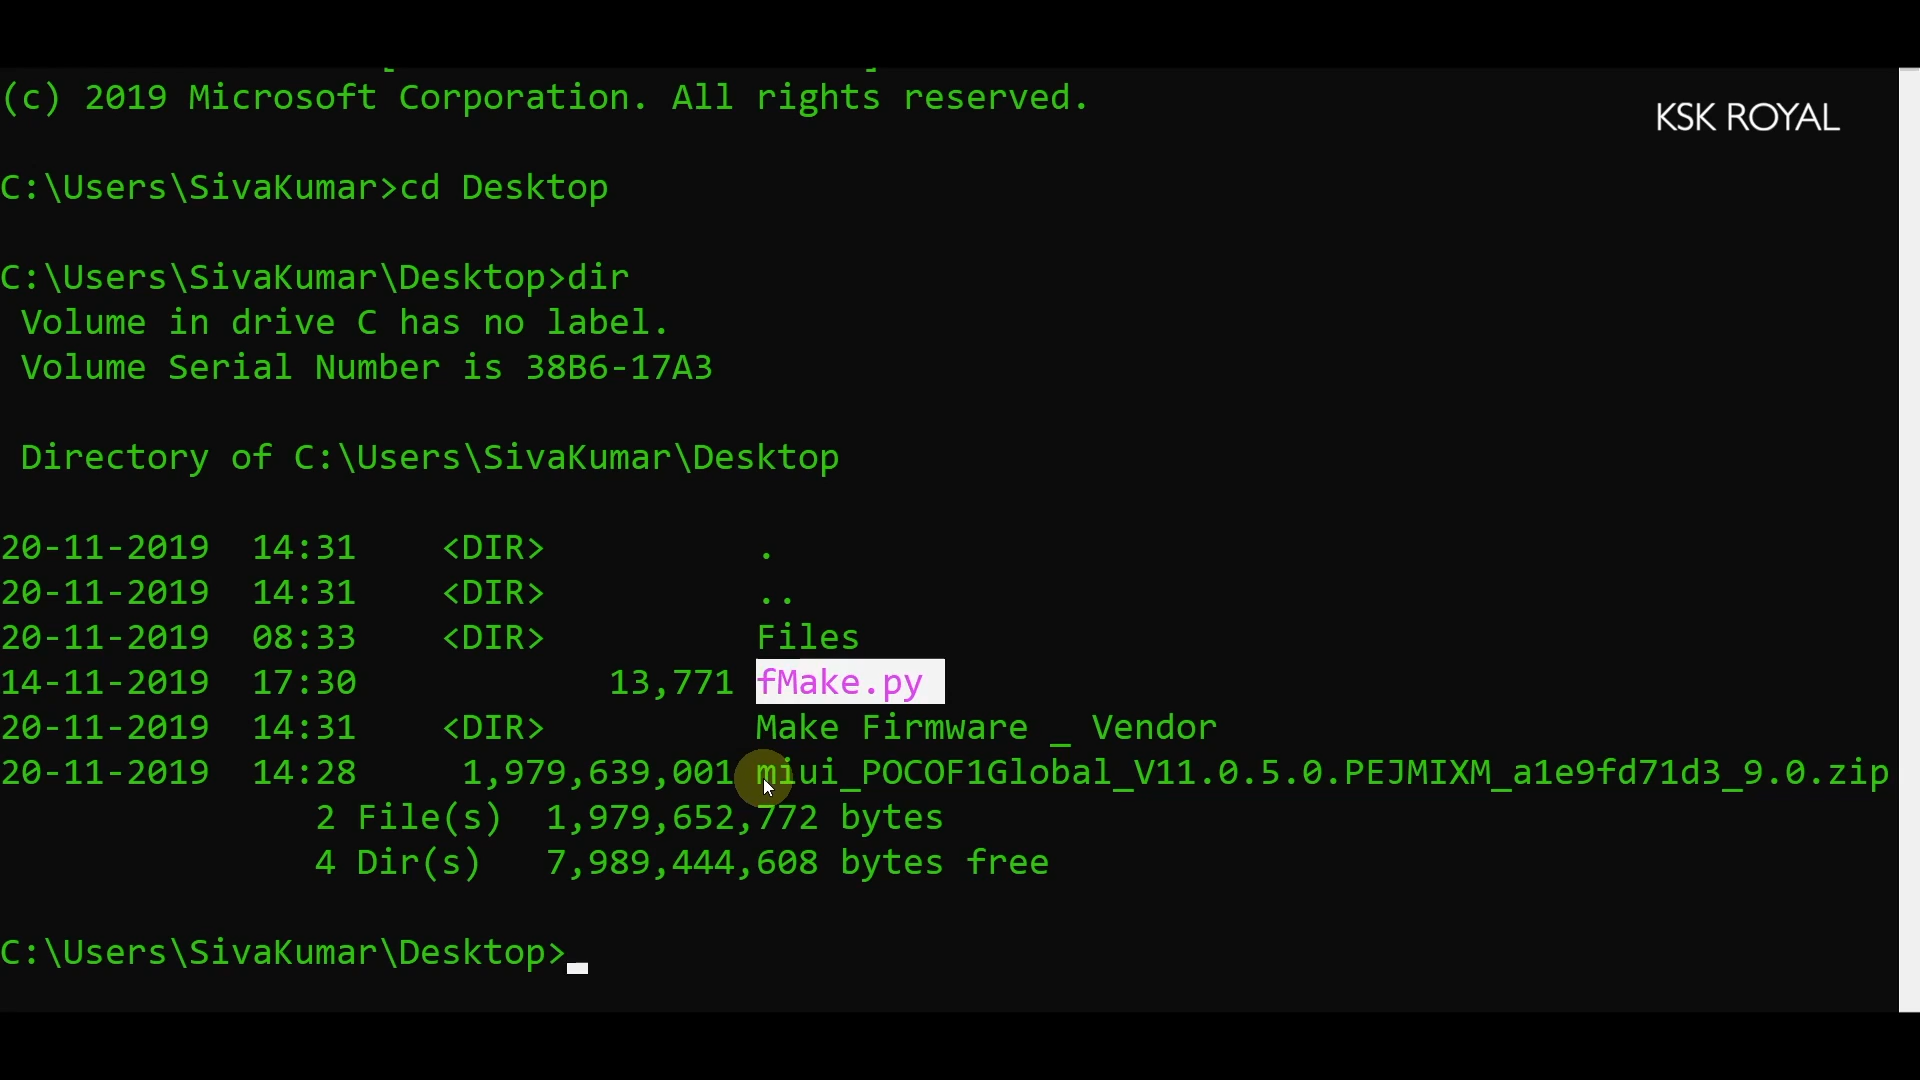 (c) 2019 Microsoft Corporation. All rights reserved.
KSK ROYAL
C:\Users\SivaKumar>cd Desktop
C:\Users\SivaKumar\Desktop>dir
Volume in drive C has no label.
Volume Serial Number is 38B6-17A3
Directory of C:\Users\SivaKumar\Desktop
20-11-2019 14:31 <DIR> .
20-11-2019 14:31 <DIR> ..
20-11-2019 08:33 <DIR> Files
14-11-2019 17:30 13,771 fMake.py
20-11-2019 14:31 <DIR> Make Firmware _ Vendor
20-11-2019 14:28 1,979,639,001 miui_POCOF1Global_V11.0.5.0.PEJMIXM_a1e9fd71d3_9.0.zip
2 File(s) 1,979,652,772 bytes
4 Dir(s) 7,989,444,608 bytes free
C:\Users\SivaKumar\Desktop>_